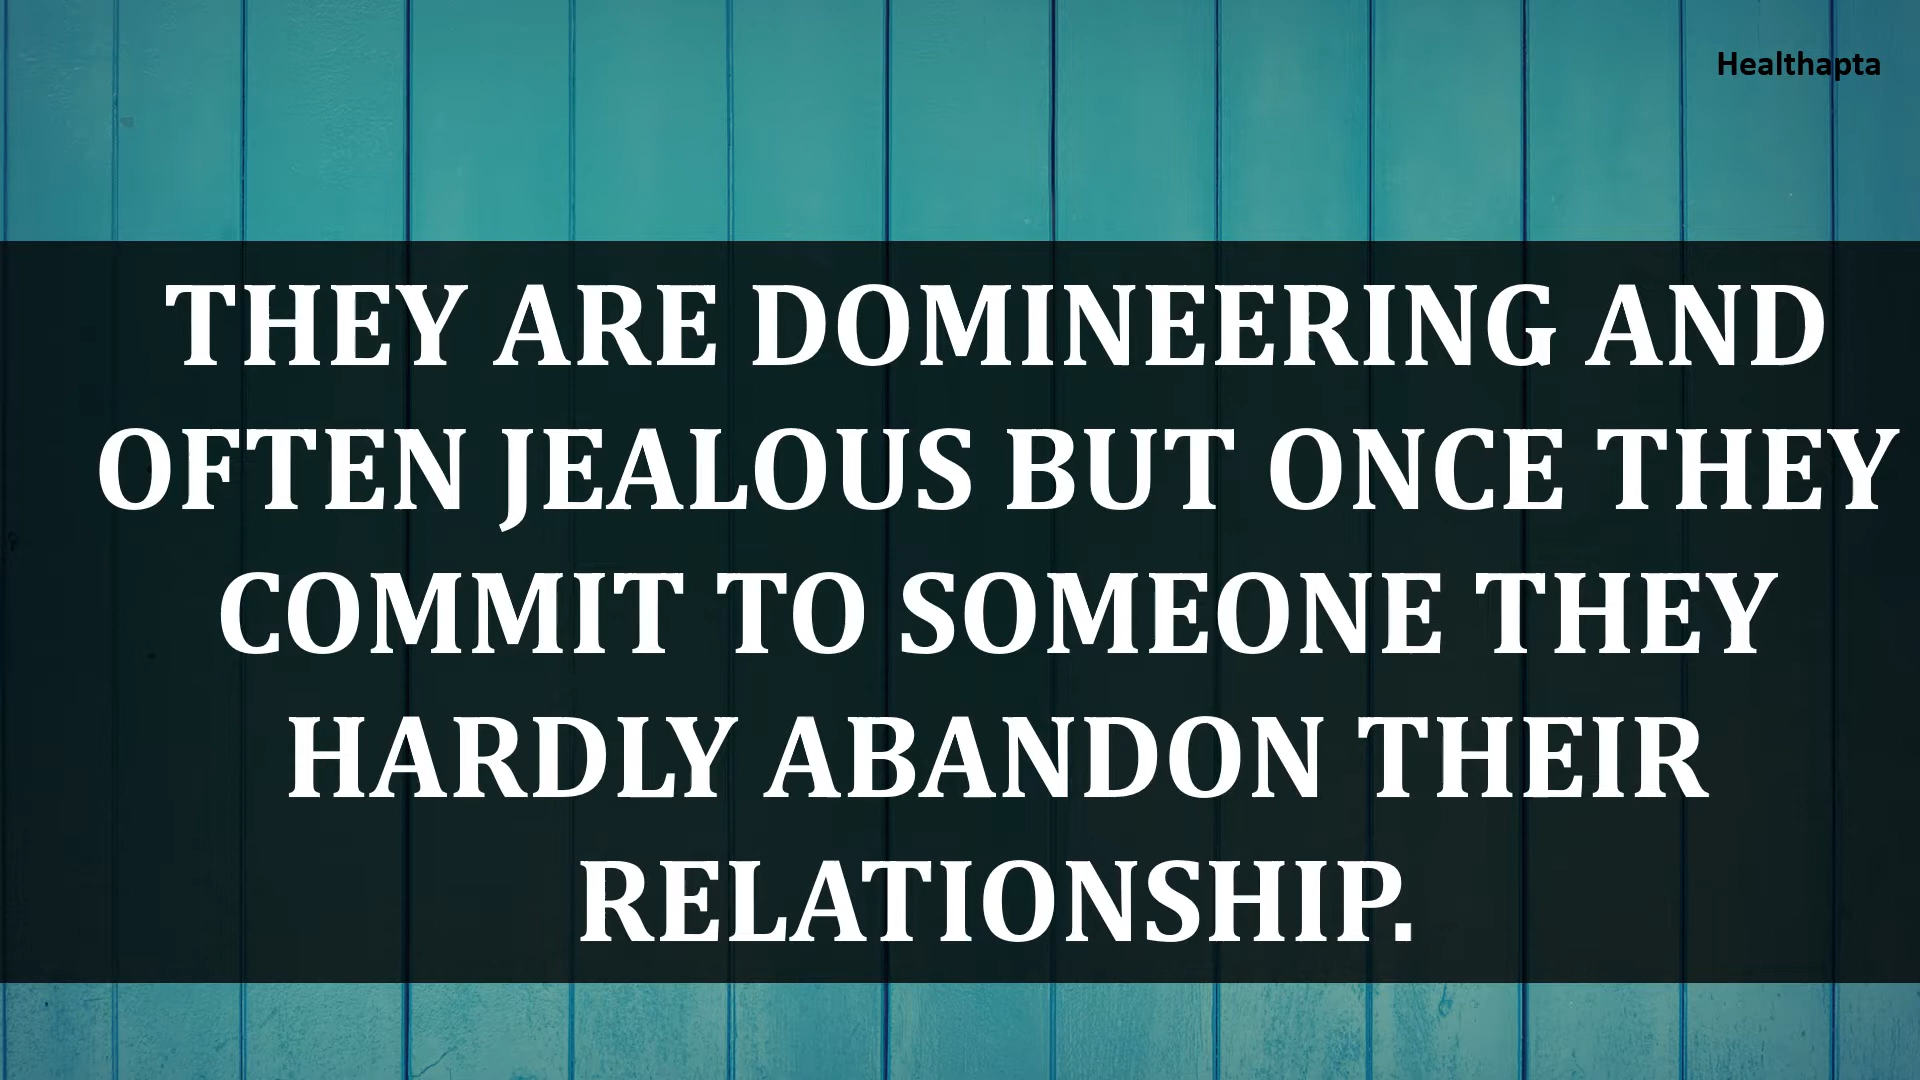 Healthapta
THEY ARE DOMINEERING AND
OFTEN JEALOUS BUT ONCE THEY
COMMIT TO SOMEONE THEY
HARDLY ABANDON THEIR
RELATIONSHIP.